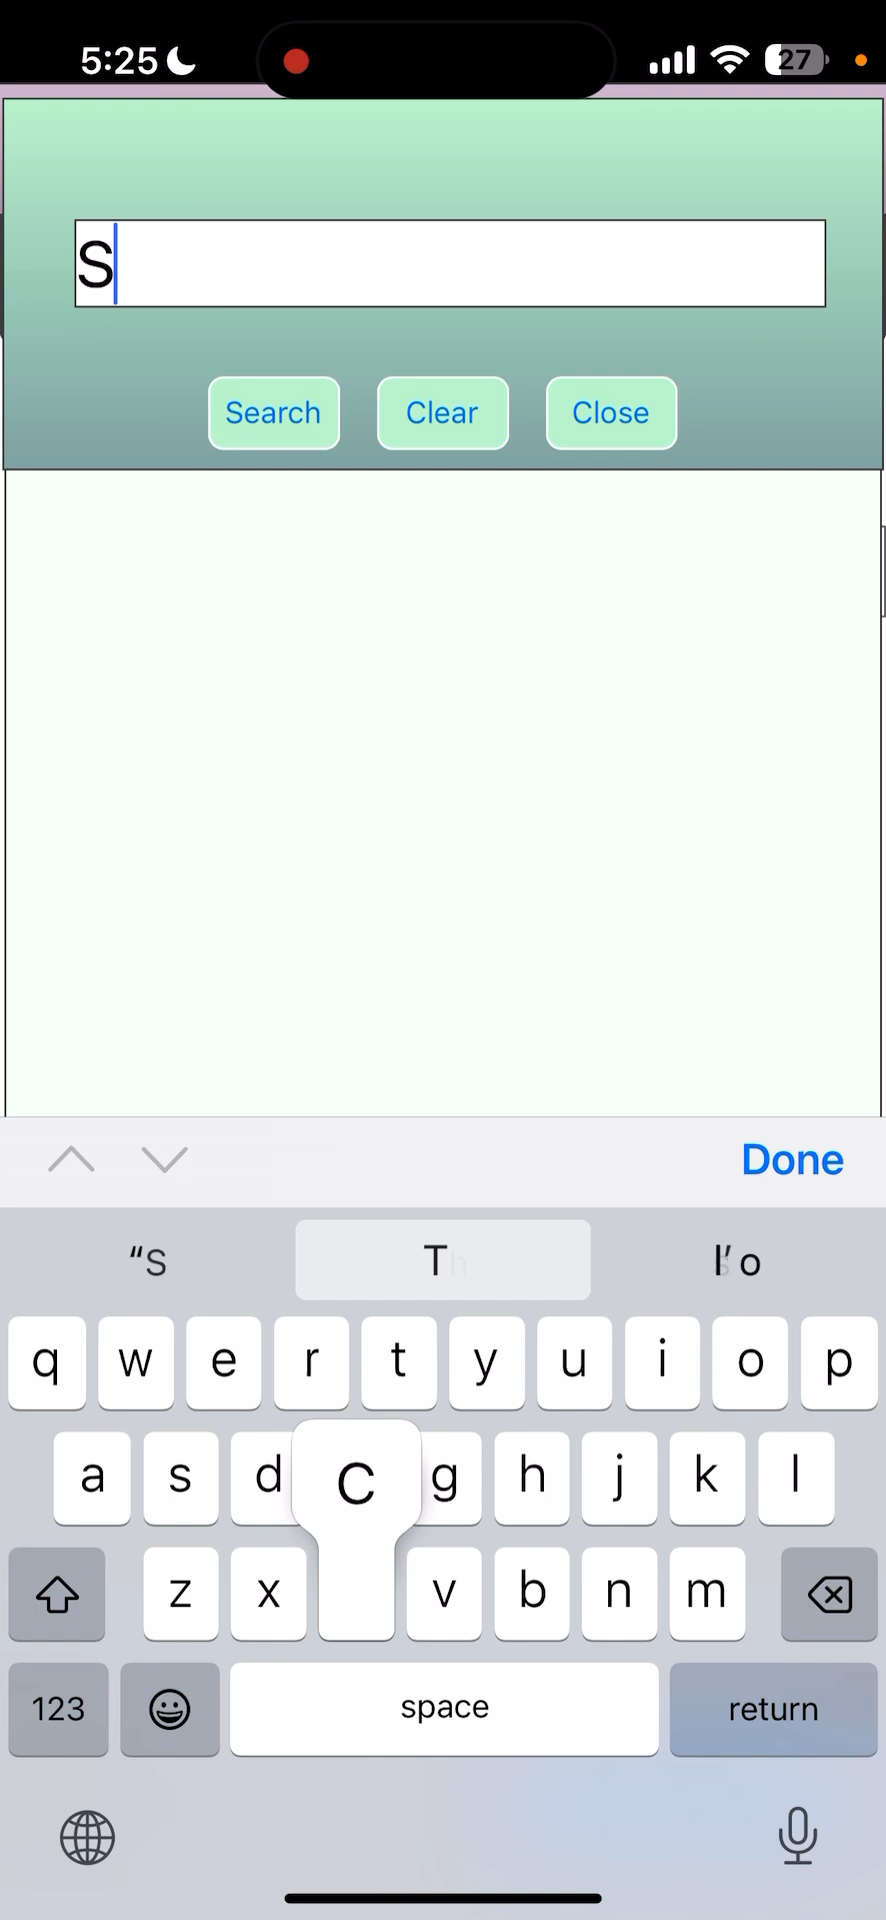 5:25
27
S
Search Clear Close
Done
“S T
q w e r t y u i o p
a s d C g h j k l
z x v b n m
123 space return